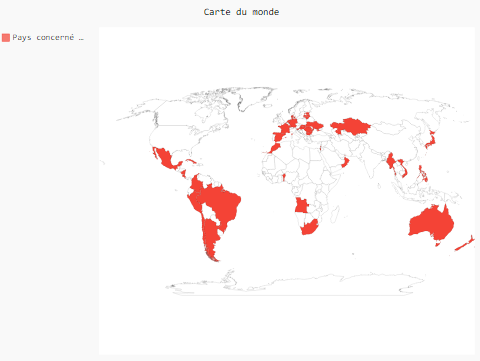 Carte du monde
Pays concerné …